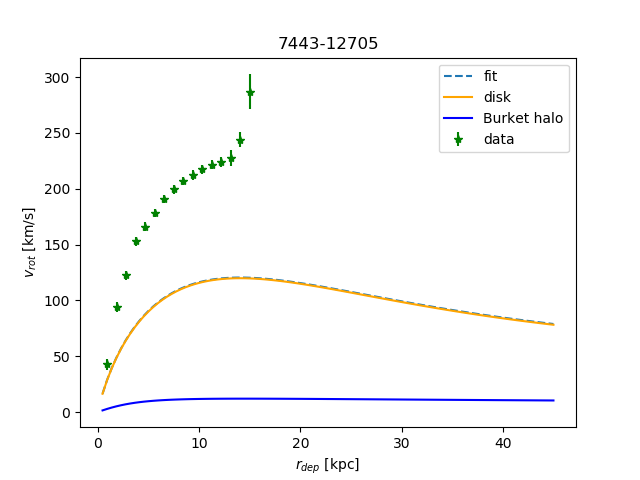 7443-12705
fit
disk
Burket halo
data
300
250
200
150
100
50
0
v_rot [km/s]
0 10 20 30 40
r_dep [kpc]